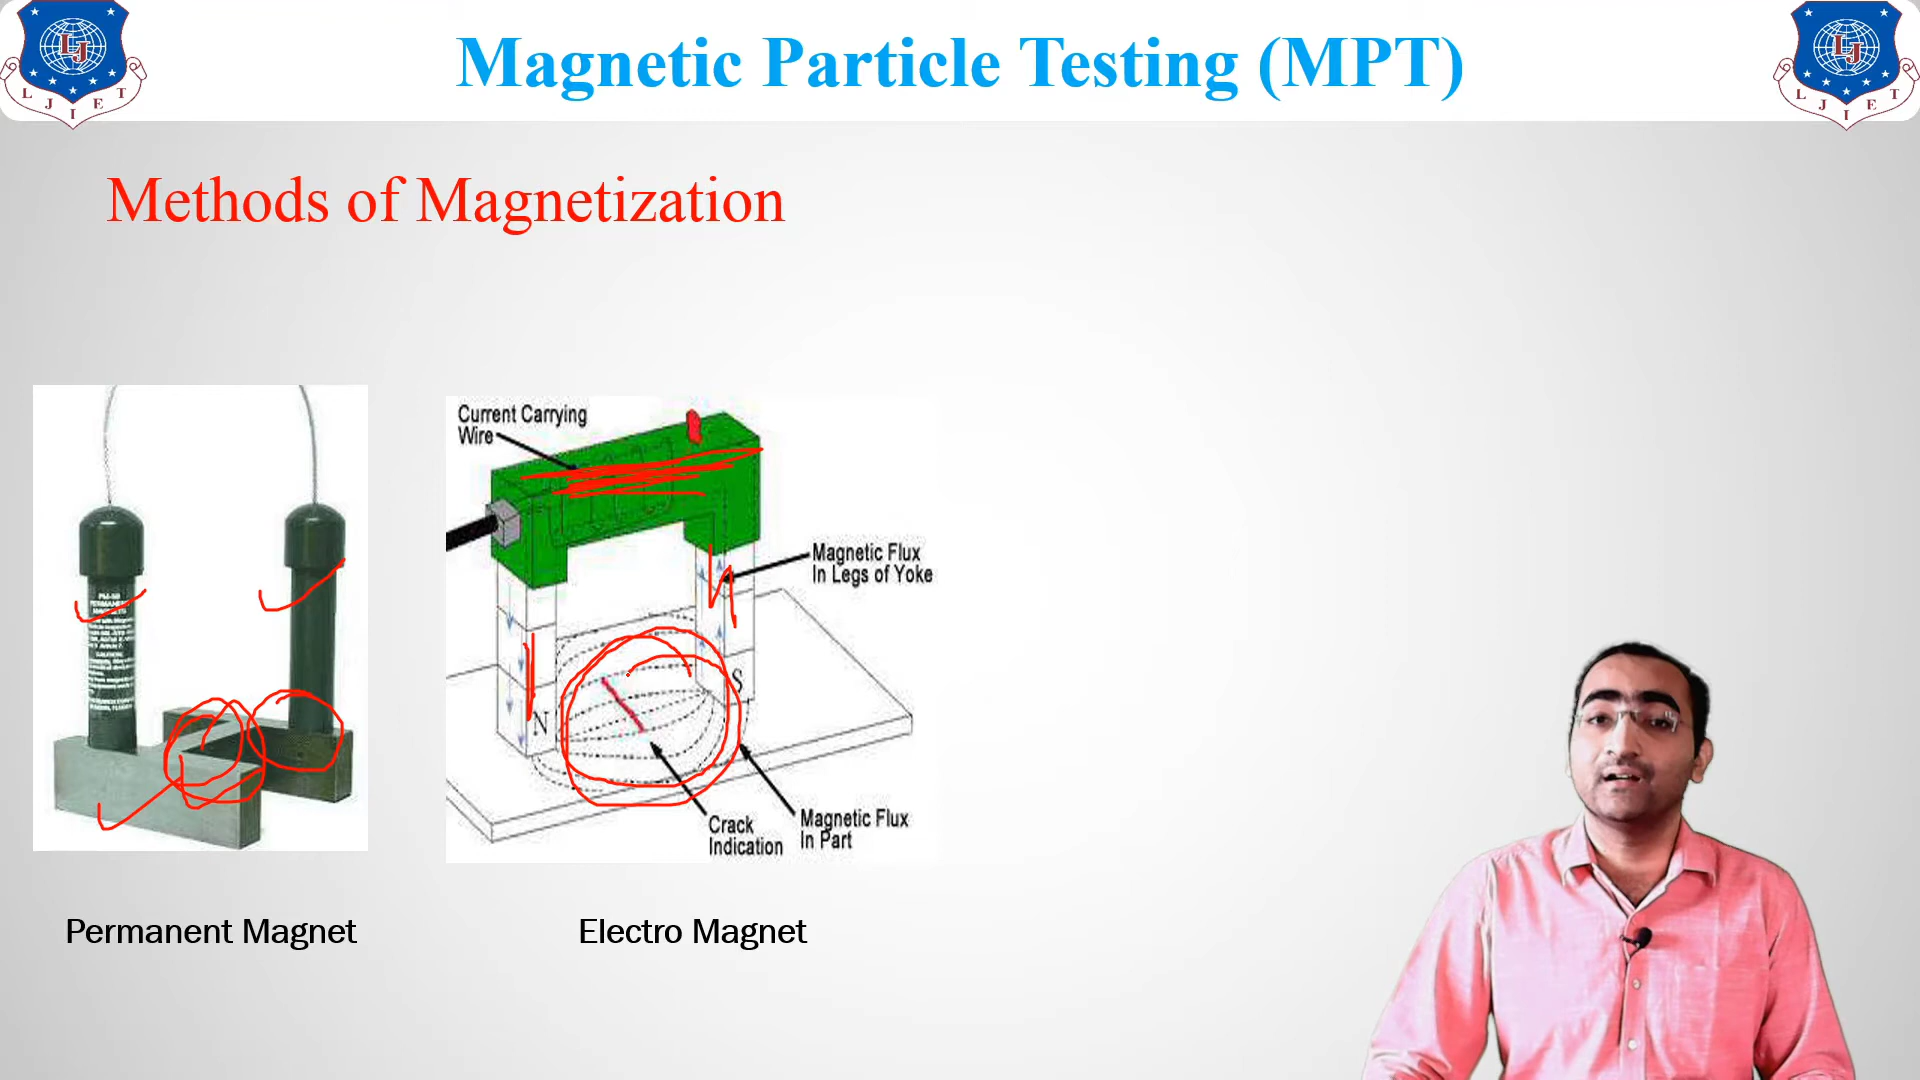 Magnetic Particle Testing (MPT)
L J I E T
L J I E T
Methods of Magnetization
Current Carrying
Wire
Magnetic Flux
In Legs of Yoke
N
S
Crack
Indication
Magnetic Flux
In Part
Permanent Magnet
Electro Magnet